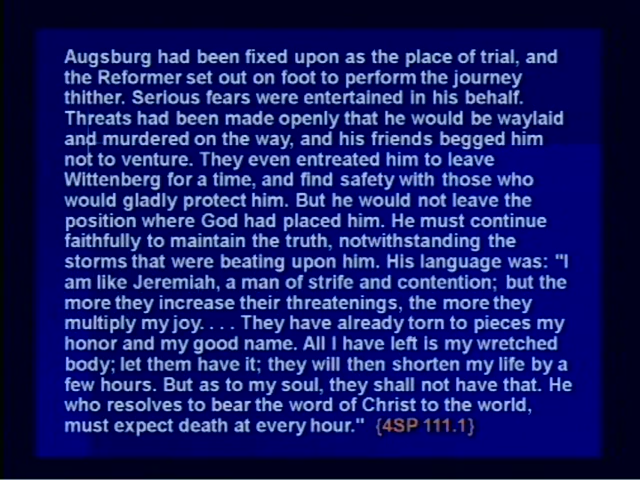 Augsburg had been fixed upon as the place of trial, and
the Reformer set out on foot to perform the journey
thither. Serious fears were entertained in his behalf.
Threats had been made openly that he would be waylaid
and murdered on the way, and his friends begged him
not to venture. They even entreated him to leave
Wittenberg for a time, and find safety with those who
would gladly protect him. But he would not leave the
position where God had placed him. He must continue
faithfully to maintain the truth, notwithstanding the
storms that were beating upon him. His language was: "I
am like Jeremiah, a man of strife and contention; but the
more they increase their threatenings, the more they
multiply my joy. . . . They have already torn to pieces my
honor and my good name. All I have left is my wretched
body; let them have it; they will then shorten my life by a
few hours. But as to my soul, they shall not have that. He
who resolves to bear the word of Christ to the world,
must expect death at every hour." {4SP 111.1}